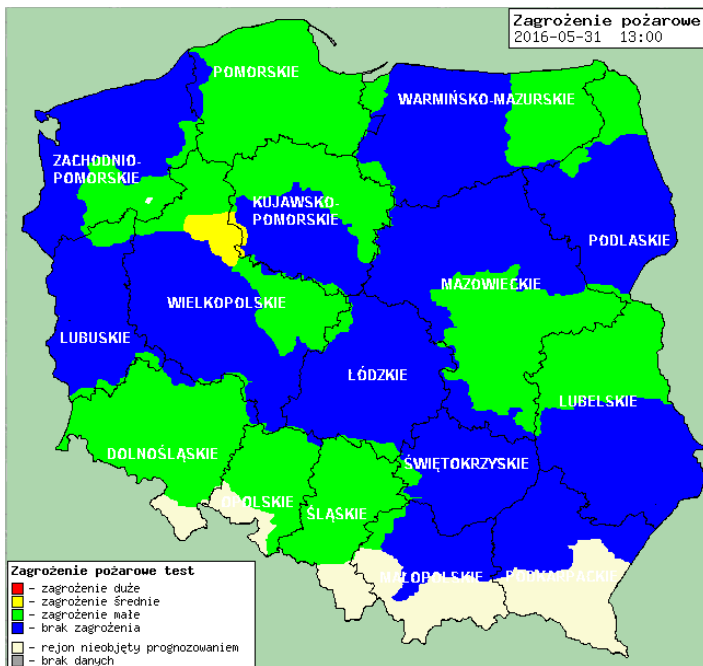 Zagrożenie pożarowe
2016-05-31 13:00
POMORSKIE
WARMIŃSKO-MAZURSKIE
ZACHODNIO-
POMORSKIE
KUJAWSKO-
POMORSKIE
PODLASKIE
MAZOWIECKIE
WIELKOPOLSKIE
LUBUSKIE
ŁÓDZKIE
LUBELSKIE
DOLNOŚLĄSKIE
ŚWIĘTOKRZYSKIE
OPOLSKIE
ŚLĄSKIE
MAŁOPOLSKIE
PODKARPACKIE
Zagrożenie pożarowe test
- zagrożenie duże
- zagrożenie średnie
- zagrożenie małe
- brak zagrożenia
- rejon nieobjęty prognozowaniem
- brak danych